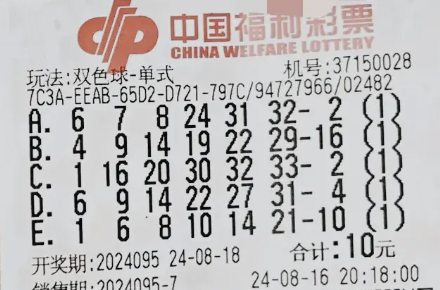 中国福利彩票
CHINA WELFARE LOTTERY
玩法:双色球-单式 机号:37150028
7C3A-EEAB-65D2-D721-797C/94727966/02482
A. 6 7 8 24 31 32- 2 (1)
B. 4 9 14 19 22 29-16 (1)
C. 1 16 20 30 32 33- 2 (1)
D. 6 9 14 22 27 31- 4 (1)
E. 1 6 8 10 14 21-10 (1)
开奖期:2024095 24-08-18 合计:10元
销售期:2024095-7 24-08-16 20:18:00